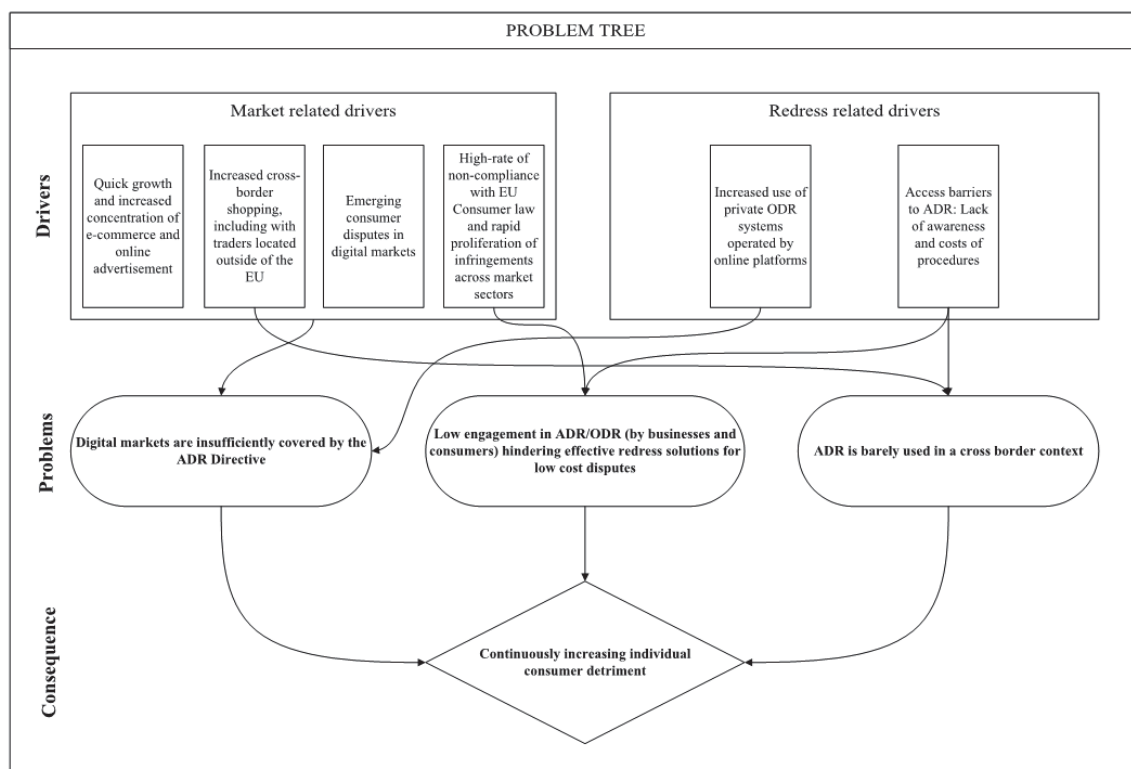 PROBLEM TREE
Drivers
Market related drivers
Quick growth
and increased
concentration of
e-commerce and
online
advertisement
Increased cross-
border
shopping,
including with
traders located
outside of the
EU
Emerging
consumer
disputes in
digital markets
High-rate of
non-compliance
with EU
Consumer law
and rapid
proliferation of
infringements
across market
sectors
Redress related drivers
Increased use of
private ODR
systems
operated by
online platforms
Access barriers
to ADR: Lack
of awareness
and costs of
procedures
Problems
Digital markets are insufficiently covered by the
ADR Directive
Low engagement in ADR/ODR (by businesses and
consumers) hindering effective redress solutions for
low cost disputes
ADR is barely used in a cross border context
Consequence
Continuously increasing individual
consumer detriment